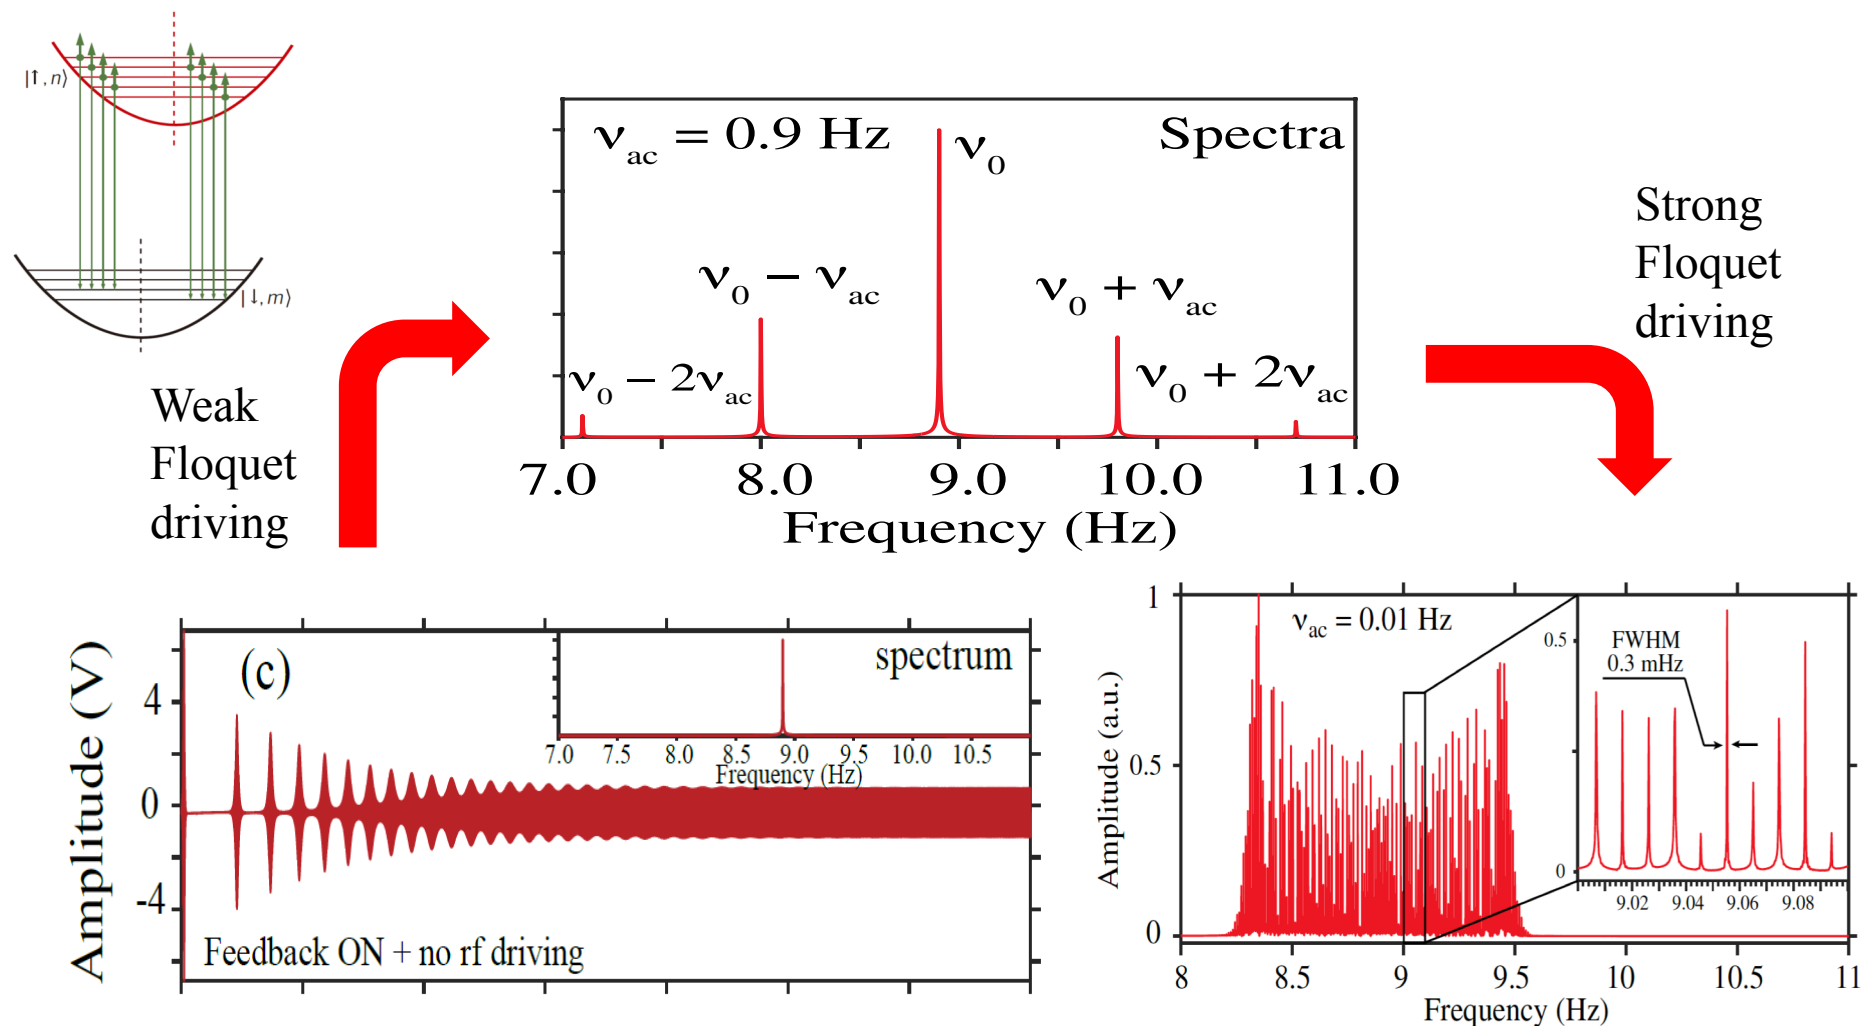 |↑, n⟩
|↓, m⟩
Weak
Floquet
driving
ν_ac = 0.9 Hz
Spectra
ν_0
ν_0 − ν_ac
ν_0 + ν_ac
ν_0 − 2ν_ac
ν_0 + 2ν_ac
7.0 8.0 9.0 10.0 11.0
Frequency (Hz)
Strong
Floquet
driving
Amplitude (V)
4
0
-4
(c)
spectrum
7.0 7.5 8.0 8.5 9.0 9.5 10.0 10.5
Frequency (Hz)
Feedback ON + no rf driving
Amplitude (a.u.)
1
0.5
0
ν_ac = 0.01 Hz
0.5
0
FWHM
0.3 mHz
9.02 9.04 9.06 9.08
8 8.5 9 9.5 10 10.5 11
Frequency (Hz)